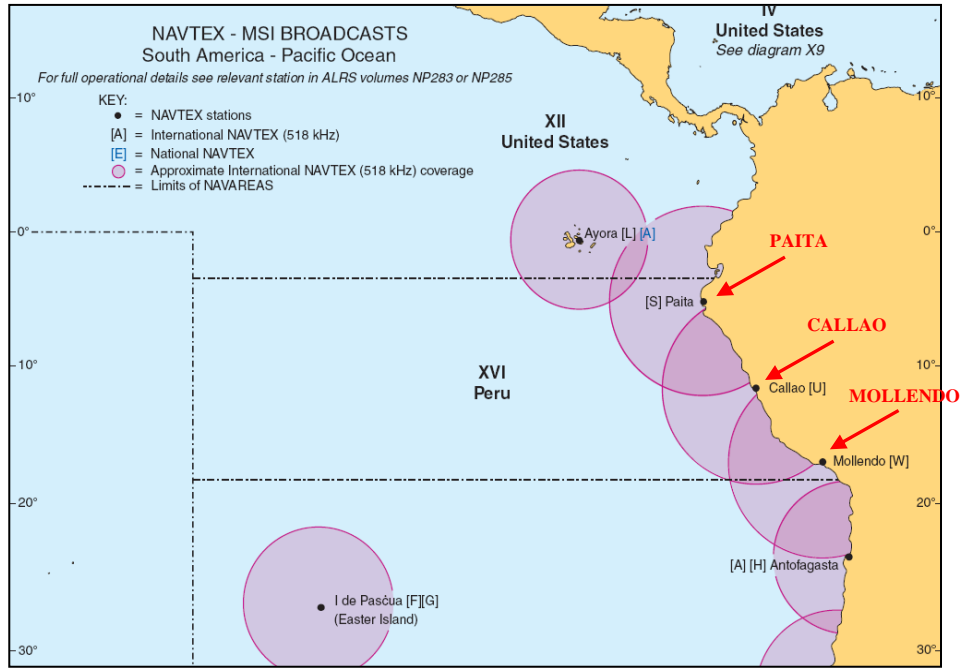 NAVTEX - MSI BROADCASTS
South America - Pacific Ocean
For full operational details see relevant station in ALRS volumes NP283 or NP285
KEY:
= NAVTEX stations
[A] = International NAVTEX (518 kHz)
[E] = National NAVTEX
= Approximate International NAVTEX (518 kHz) coverage
= Limits of NAVAREAS
IV
United States
See diagram X9
10°
10°
XII
United States
0°
0°
Ayora [L] [A]
PAITA
[S] Paita
CALLAO
10°
10°
XVI
Peru
Callao [U]
MOLLENDO
Mollendo [W]
20°
20°
[A] [H] Antofagasta
I de Pascua [F][G]
(Easter Island)
30°
30°